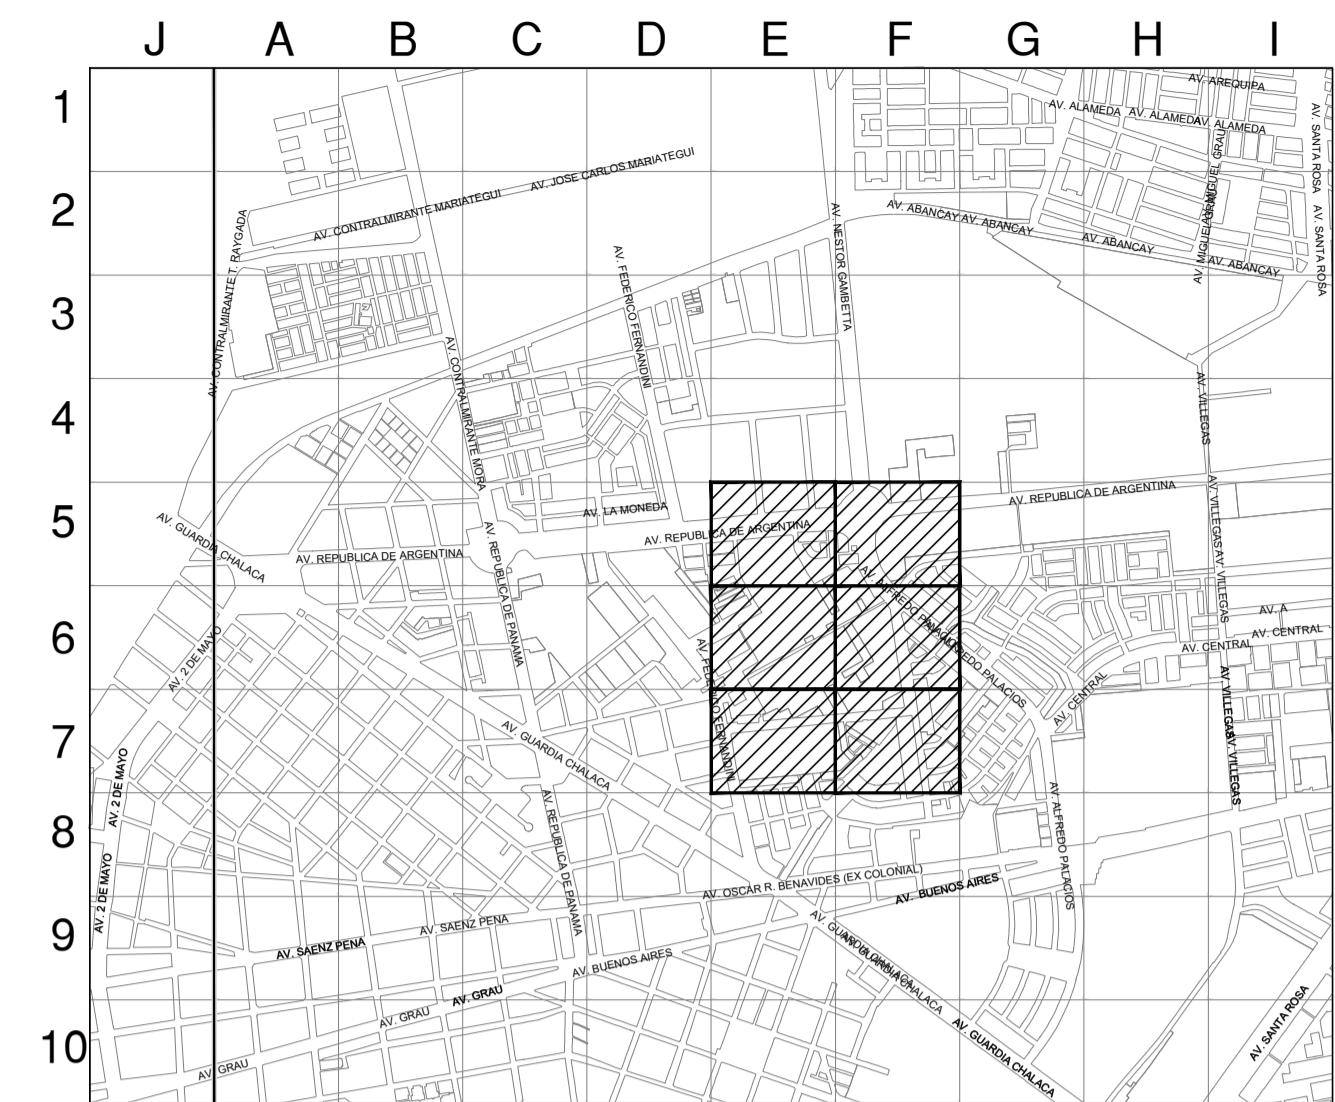 J A B C D E F G H I
1
AV. AREQUIPA
AV. ALAMEDA
AV. ALAMEDA
AV. ALAMEDA
AV. SANTA ROSA
AV. JOSE CARLOS MARIATEGUI
2
AV. CONTRALMIRANTE MARIATEGUI
AV. CONTRALMIRANTE T. RAYGADA
AV. NESTOR GAMBETTA
AV. ABANCAY
AV. ABANCAY
AV. ABANCAY
AV. ABANCAY
AV. SANTA ROSA
AV. FEDERICO FERNANDINI
3
AV. CONTRALMIRANTE MORA
4
AV. VILLEGAS
5
AV. GUARDIA CHALACA
AV. REPUBLICA DE ARGENTINA
AV. LA MONEDA
AV. REPUBLICA DE ARGENTINA
AV. REPUBLICA DE ARGENTINA
AV. REPUBLICA DE PANAMA
AV. VILLEGAS
AV. VILLEGAS
6
AV. 2 DE MAYO
AV. FEDERICO FERNANDINI
AV. ALFREDO PALACIOS
AV. A
AV. CENTRAL
AV. CENTRAL
AV. CENTRAL
7
AV. 2 DE MAYO
AV. GUARDIA CHALACA
AV. VILLEGAS
AV. VILLEGAS
8
AV. 2 DE MAYO
AV. REPUBLICA DE PANAMA
AV. ALFREDO PALACIOS
AV. OSCAR R. BENAVIDES (EX COLONIAL)
AV. BUENOS AIRES
9
AV. SAENZ PENA
AV. SAENZ PENA
AV. BUENOS AIRES
AV. GUARDIA CHALACA
AV. GUARDIA CHALACA
AV. GRAU
AV. GRAU
AV. GUARDIA CHALACA
AV. SANTA ROSA
10
AV. GRAU